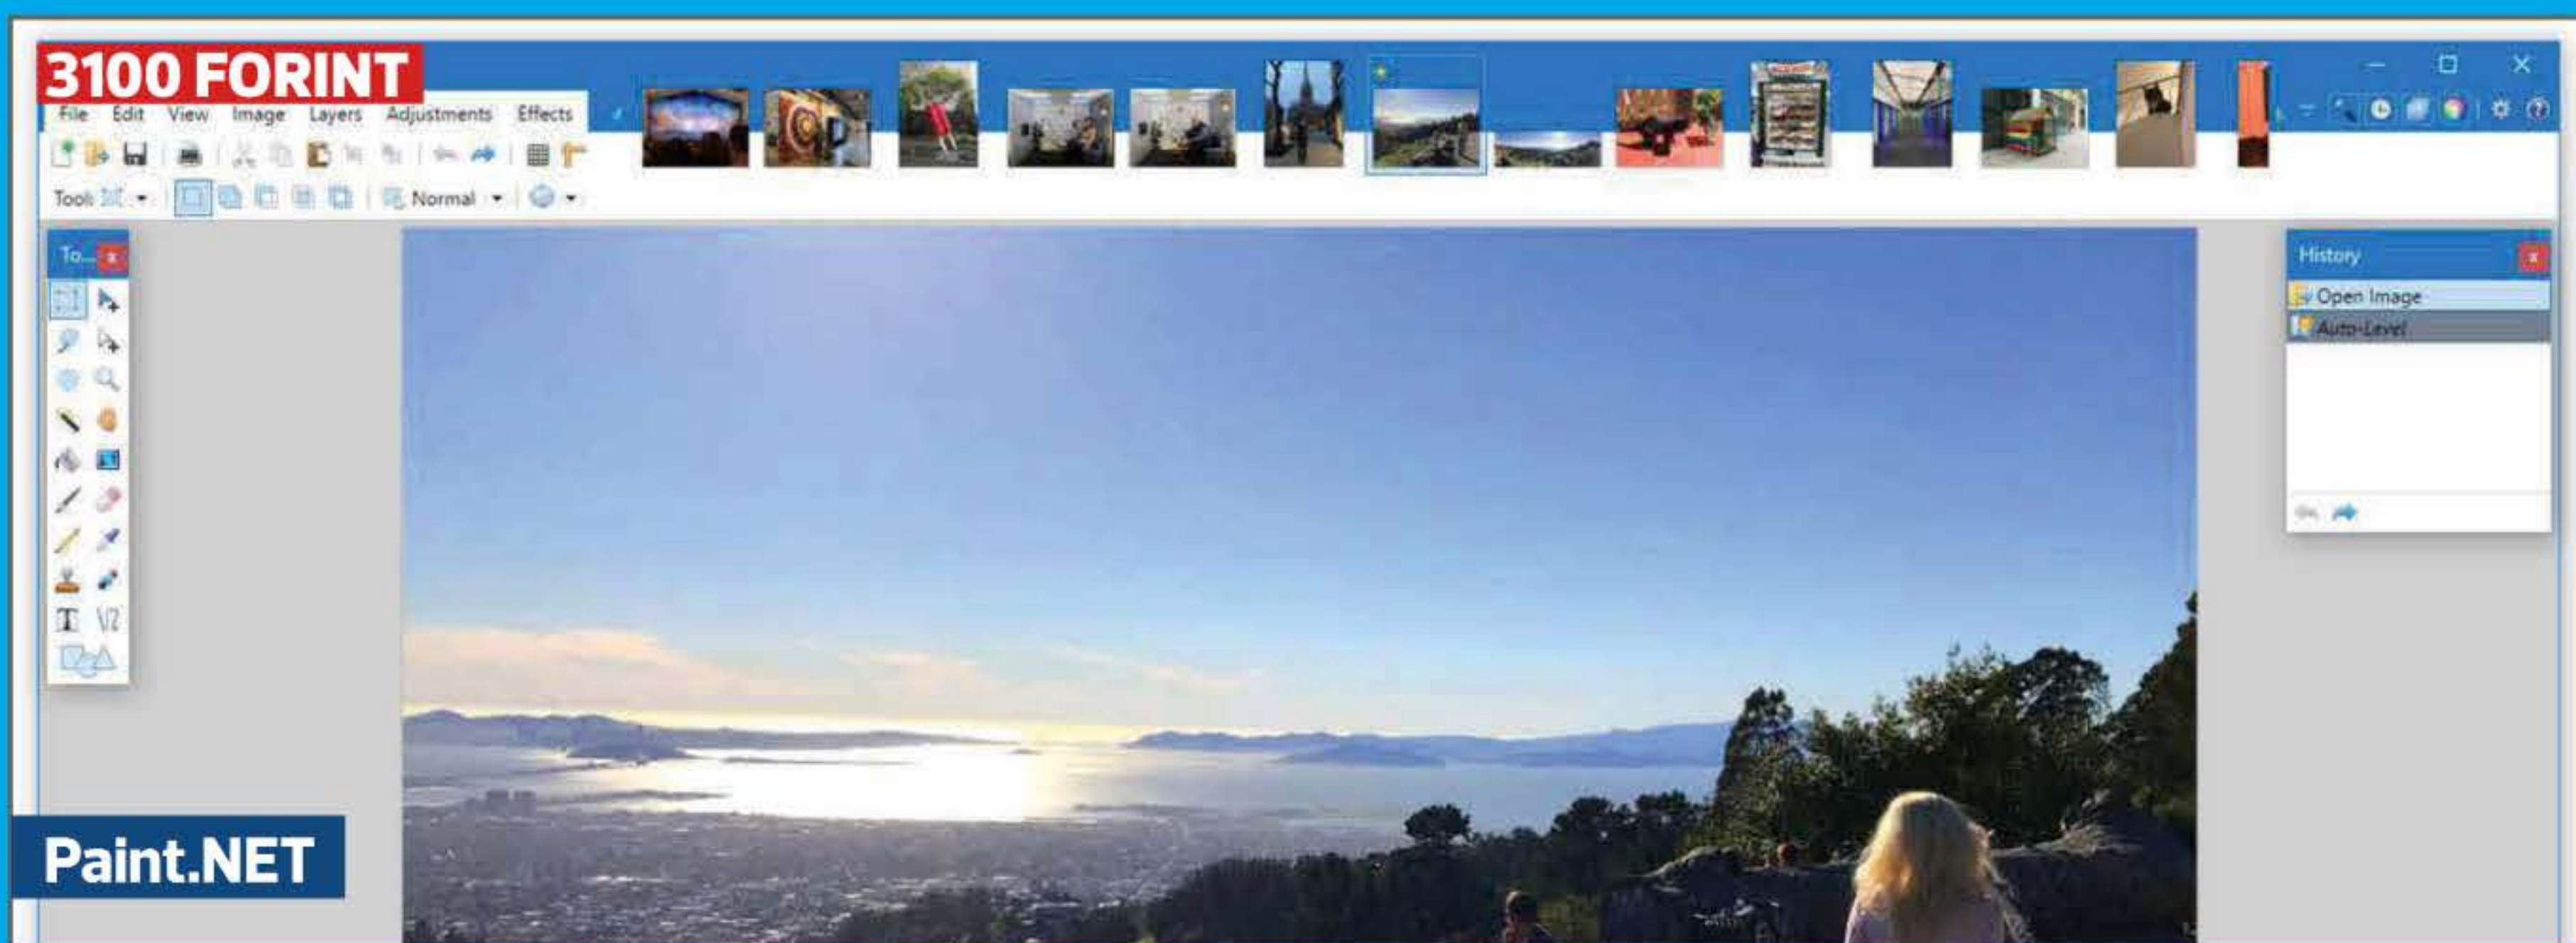 3100 FORINT
File Edit View Image Layers Adjustments Effects
Tool: Normal
To...
History
Open Image
Auto-Level
Paint.NET